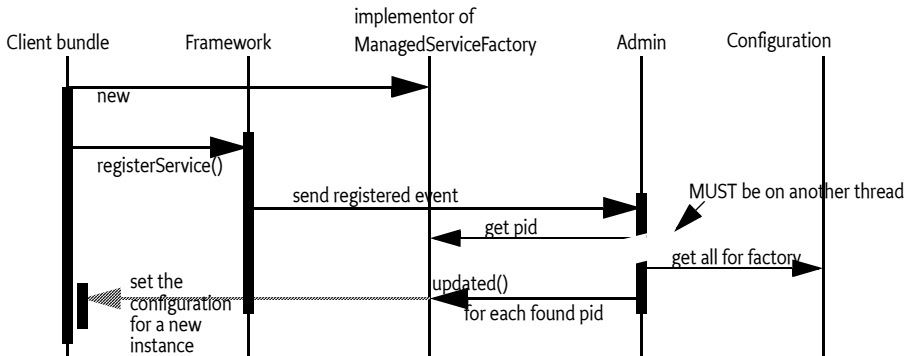 implementor of
Client bundle
Framework
ManagedServiceFactory
Admin
Configuration
new
registerService()
send registered event
MUST be on another thread
get pid
get all for factory
set the
updated()
configuration
for each found pid
for a new
instance